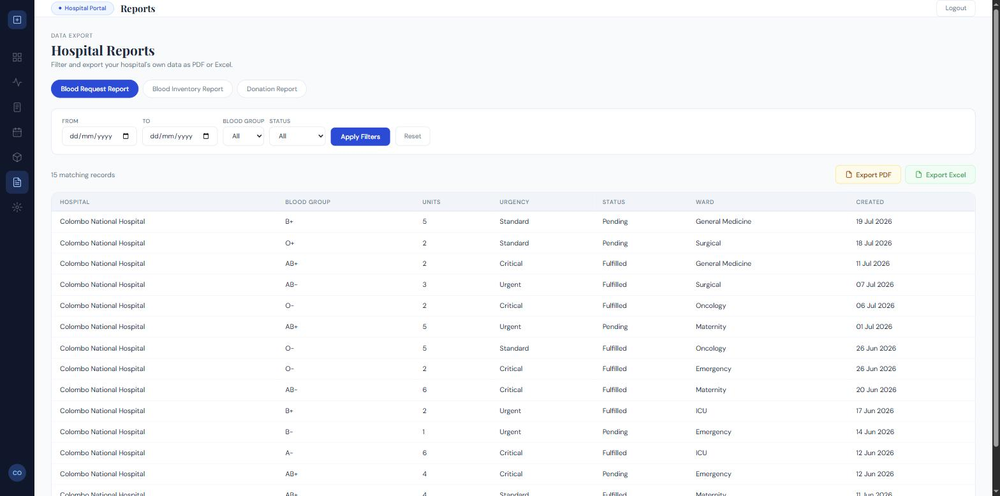 Hospital Portal Reports Logout
DATA EXPORT
Hospital Reports
Filter and export your hospital's own data as PDF or Excel.
Blood Request Report Blood Inventory Report Donation Report
FROM TO BLOOD GROUP STATUS
dd/mm/yyyy dd/mm/yyyy All All Apply Filters Reset
15 matching records Export PDF Export Excel
HOSPITAL BLOOD GROUP UNITS URGENCY STATUS WARD CREATED
Colombo National Hospital B+ 5 Standard Pending General Medicine 19 Jul 2026
Colombo National Hospital O+ 2 Standard Pending Surgical 18 Jul 2026
Colombo National Hospital AB+ 2 Critical Fulfilled General Medicine 11 Jul 2026
Colombo National Hospital AB- 3 Urgent Fulfilled Surgical 07 Jul 2026
Colombo National Hospital O- 2 Critical Fulfilled Oncology 06 Jul 2026
Colombo National Hospital AB+ 5 Urgent Pending Maternity 01 Jul 2026
Colombo National Hospital O- 5 Standard Fulfilled Oncology 26 Jun 2026
Colombo National Hospital O- 2 Critical Fulfilled Emergency 26 Jun 2026
Colombo National Hospital AB- 6 Critical Fulfilled Maternity 20 Jun 2026
Colombo National Hospital B+ 2 Urgent Fulfilled ICU 17 Jun 2026
Colombo National Hospital B- 1 Urgent Pending Emergency 14 Jun 2026
Colombo National Hospital A- 6 Critical Fulfilled ICU 12 Jun 2026
Colombo National Hospital AB+ 4 Critical Pending Emergency 12 Jun 2026
Colombo National Hospital AB+ 4 Standard Fulfilled Maternity 11 Jun 2026
CO